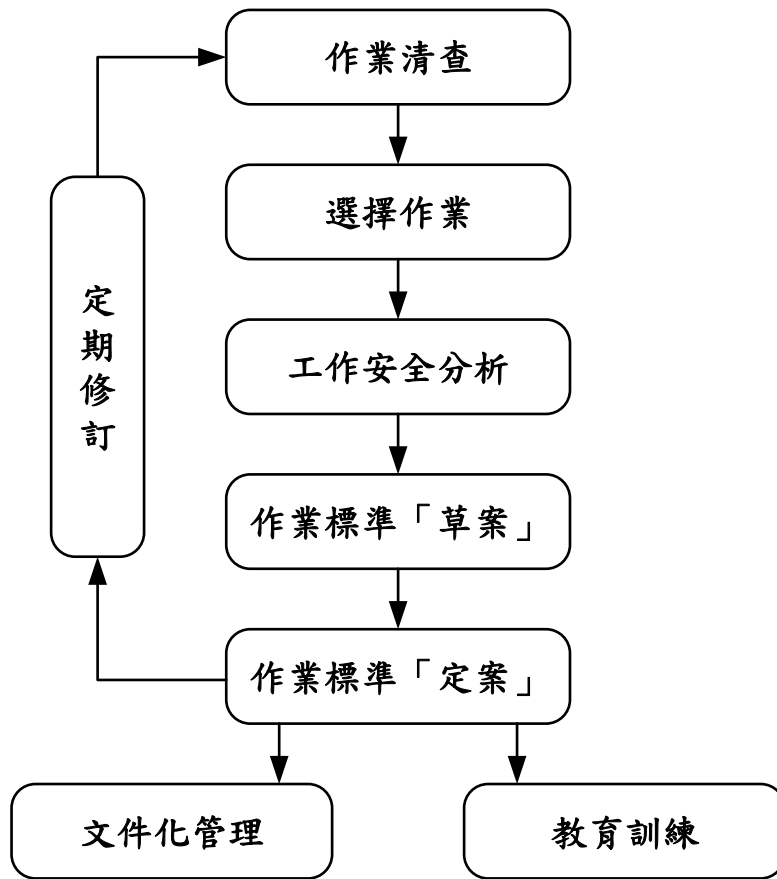 作業清查
選擇作業
定期修訂
工作安全分析
作業標準「草案」
作業標準「定案」
文件化管理
教育訓練